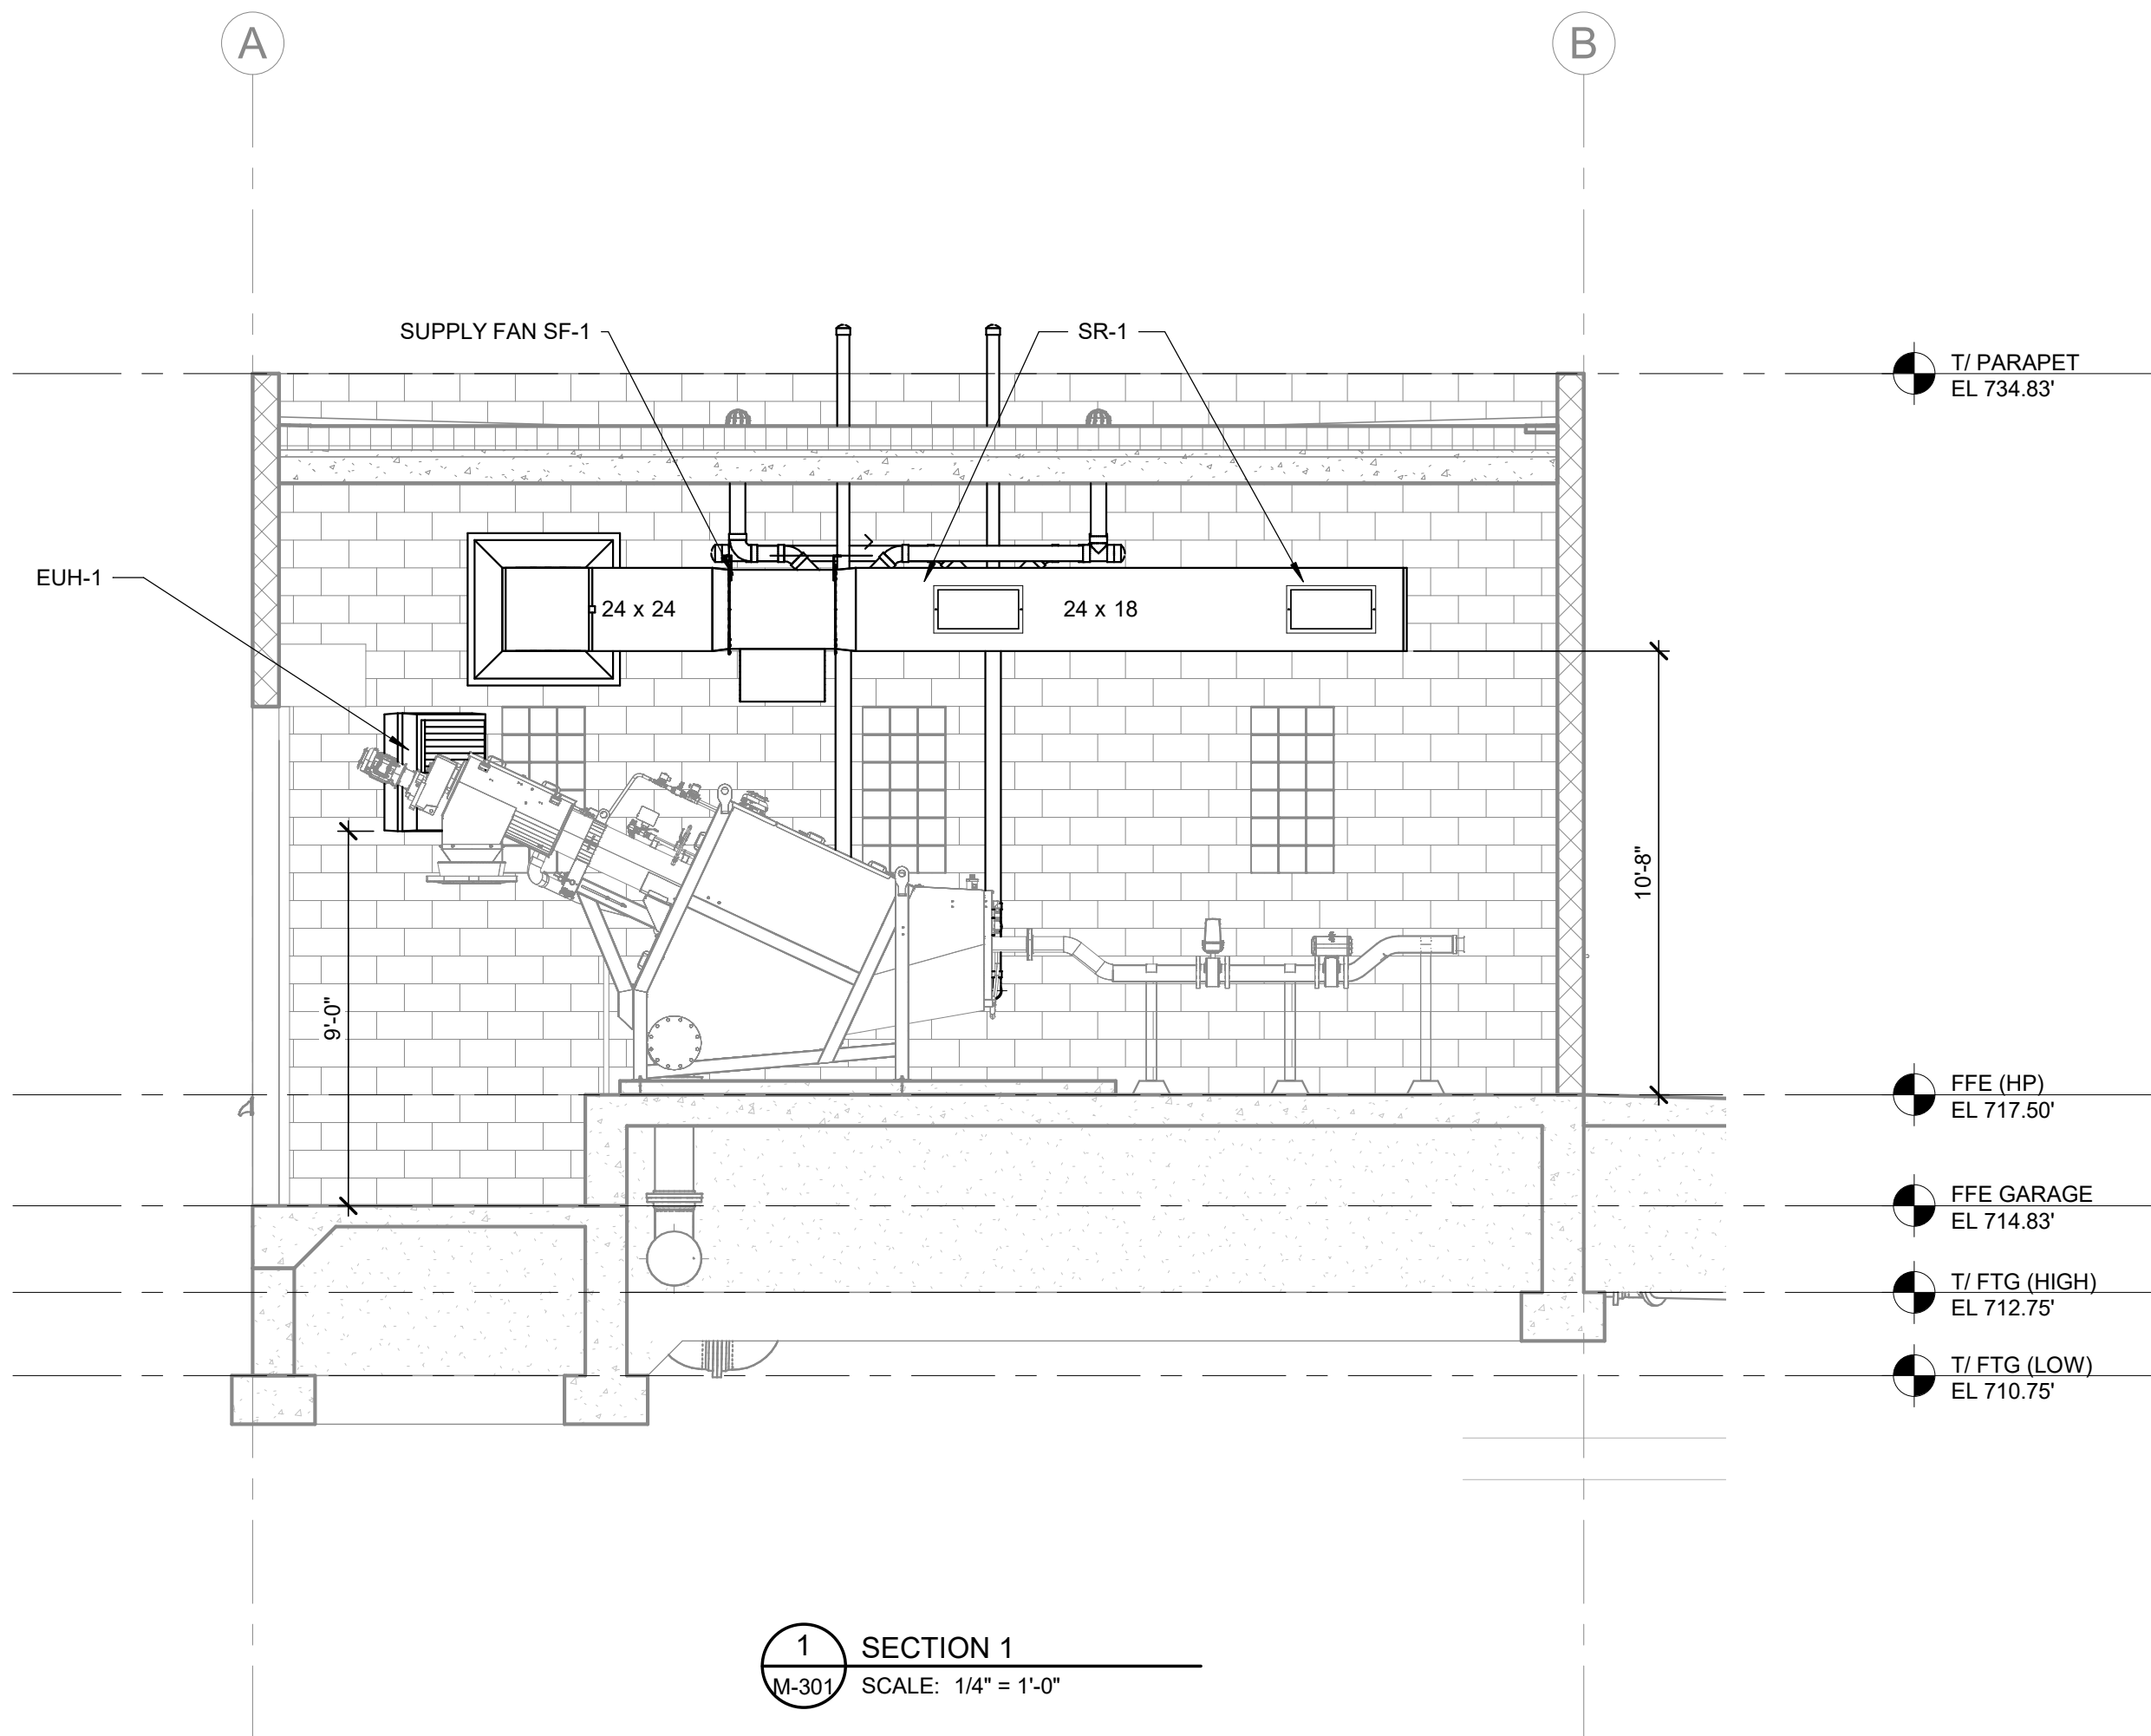 A
B
SUPPLY FAN SF-1
SR-1
T/ PARAPET
EL 734.83'
EUH-1
24 x 24
24 x 18
10'-8"
9'-0"
FFE (HP)
EL 717.50'
FFE GARAGE
EL 714.83'
T/ FTG (HIGH)
EL 712.75'
T/ FTG (LOW)
EL 710.75'
1
SECTION 1
M-301
SCALE: 1/4" = 1'-0"